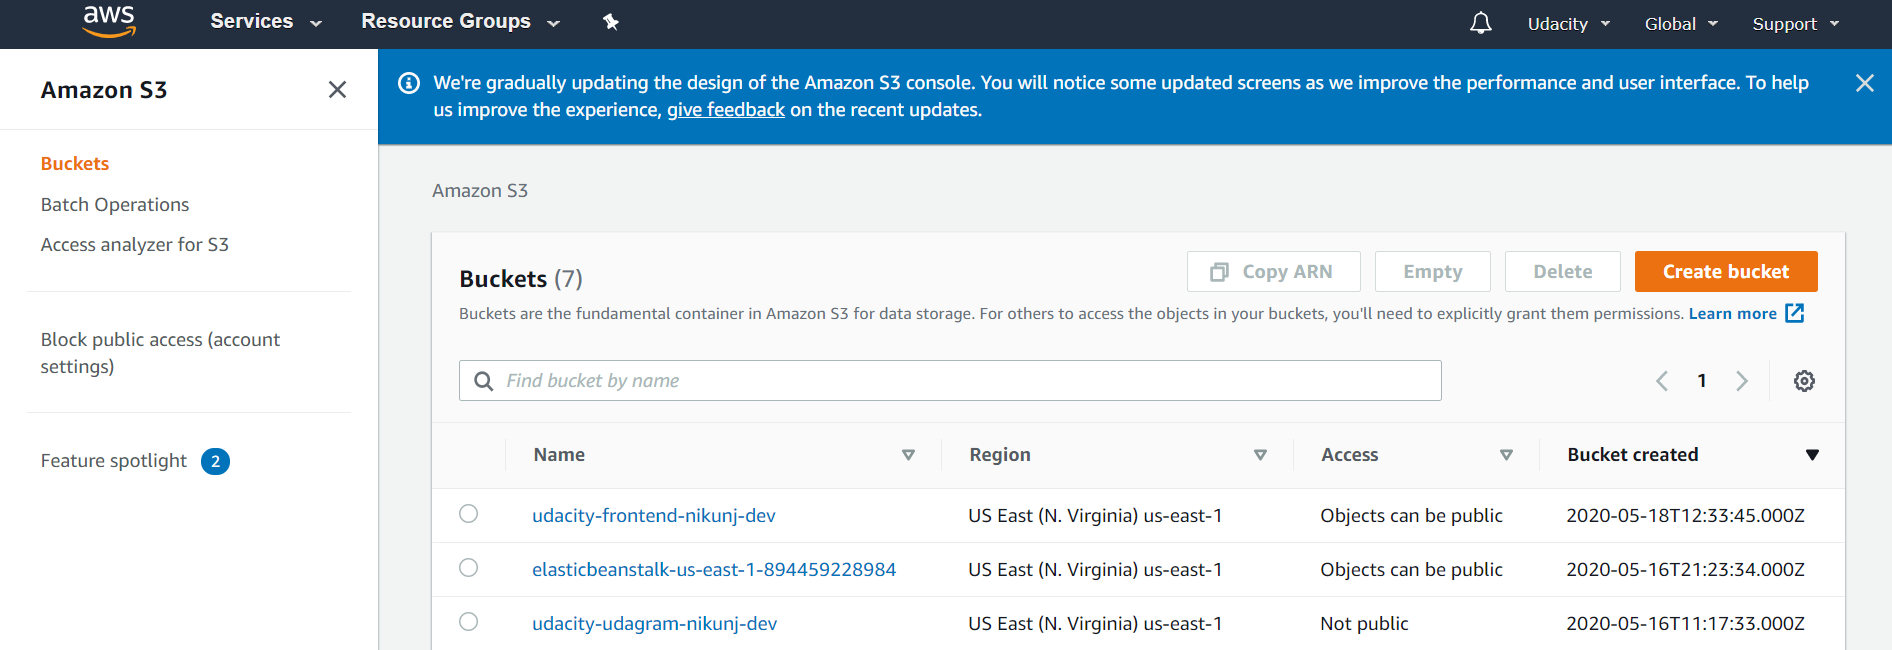 aws Services Resource Groups Udacity Global Support
Amazon S3
We're gradually updating the design of the Amazon S3 console. You will notice some updated screens as we improve the performance and user interface. To help
us improve the experience, give feedback on the recent updates.
Buckets
Batch Operations
Access analyzer for S3
Block public access (account
settings)
Feature spotlight 2
Amazon S3
Buckets (7) Copy ARN Empty Delete Create bucket
Buckets are the fundamental container in Amazon S3 for data storage. For others to access the objects in your buckets, you'll need to explicitly grant them permissions. Learn more
Find bucket by name 1
Name Region Access Bucket created
udacity-frontend-nikunj-dev US East (N. Virginia) us-east-1 Objects can be public 2020-05-18T12:33:45.000Z
elasticbeanstalk-us-east-1-894459228984 US East (N. Virginia) us-east-1 Objects can be public 2020-05-16T21:23:34.000Z
udacity-udagram-nikunj-dev US East (N. Virginia) us-east-1 Not public 2020-05-16T11:17:33.000Z